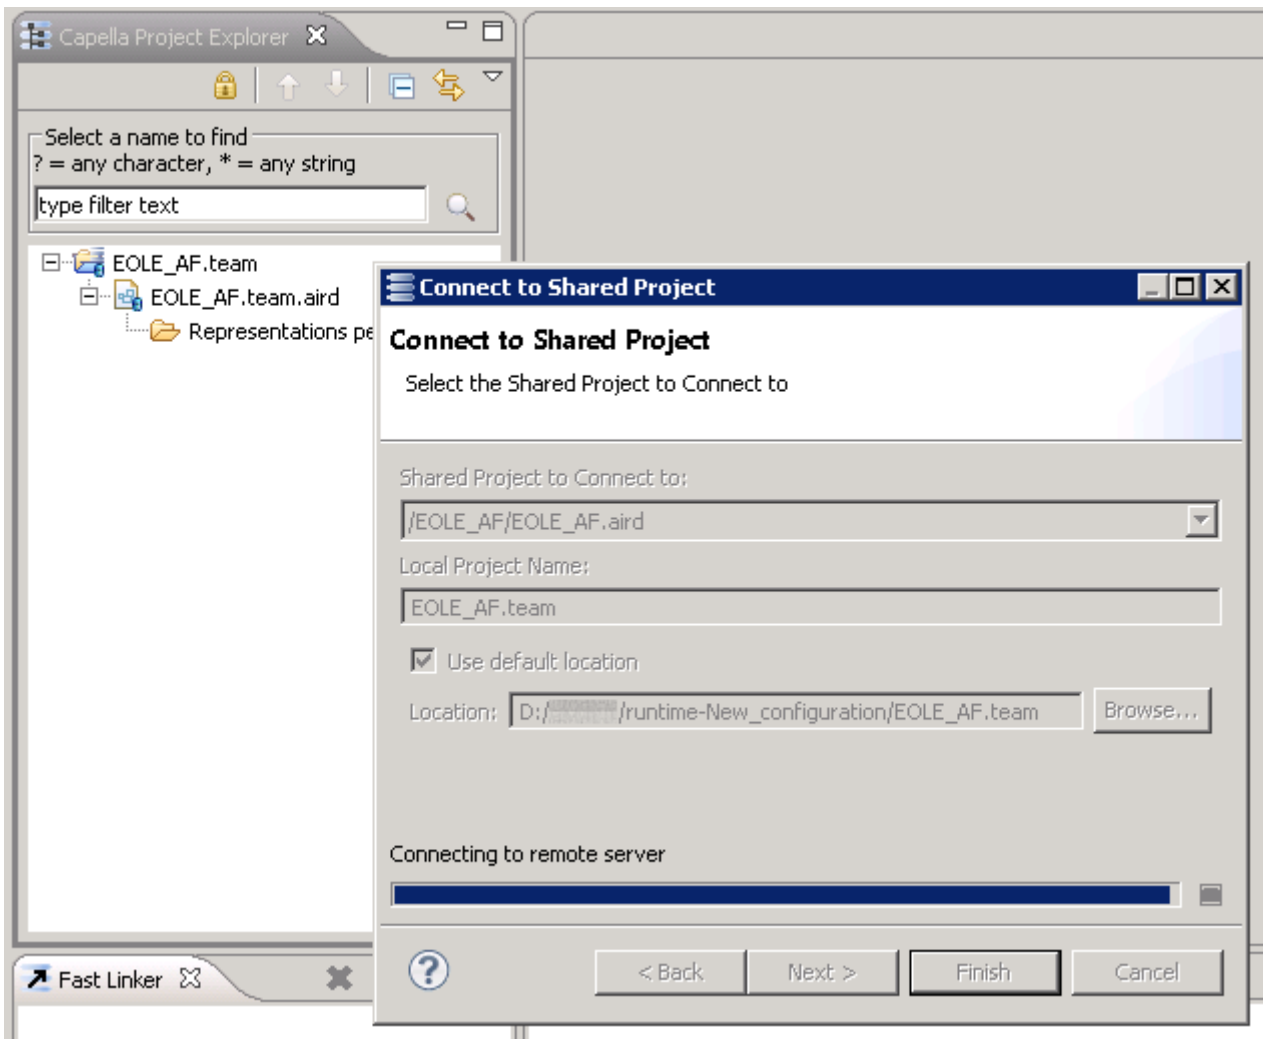 Capella Project Explorer
Select a name to find
? = any character, * = any string
type filter text
EOLE_AF.team
EOLE_AF.team.aird
Representations pe
Connect to Shared Project
Connect to Shared Project
Select the Shared Project to Connect to
Shared Project to Connect to:
/EOLE_AF/EOLE_AF.aird
Local Project Name:
EOLE_AF.team
Use default location
Location: D:/ /runtime-New_configuration/EOLE_AF.team Browse...
Connecting to remote server
Fast Linker
? < Back Next > Finish Cancel